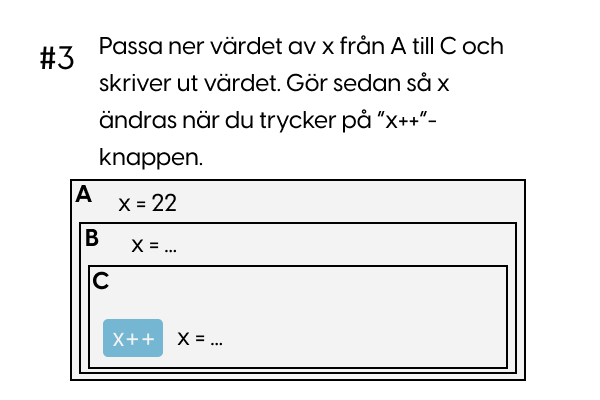 #3
Passa ner värdet av x från A till C och
skriver ut värdet. Gör sedan så x
ändras när du trycker på ”x++”-
knappen.
A
x = 22
B
x = ...
C
x++ x = ...